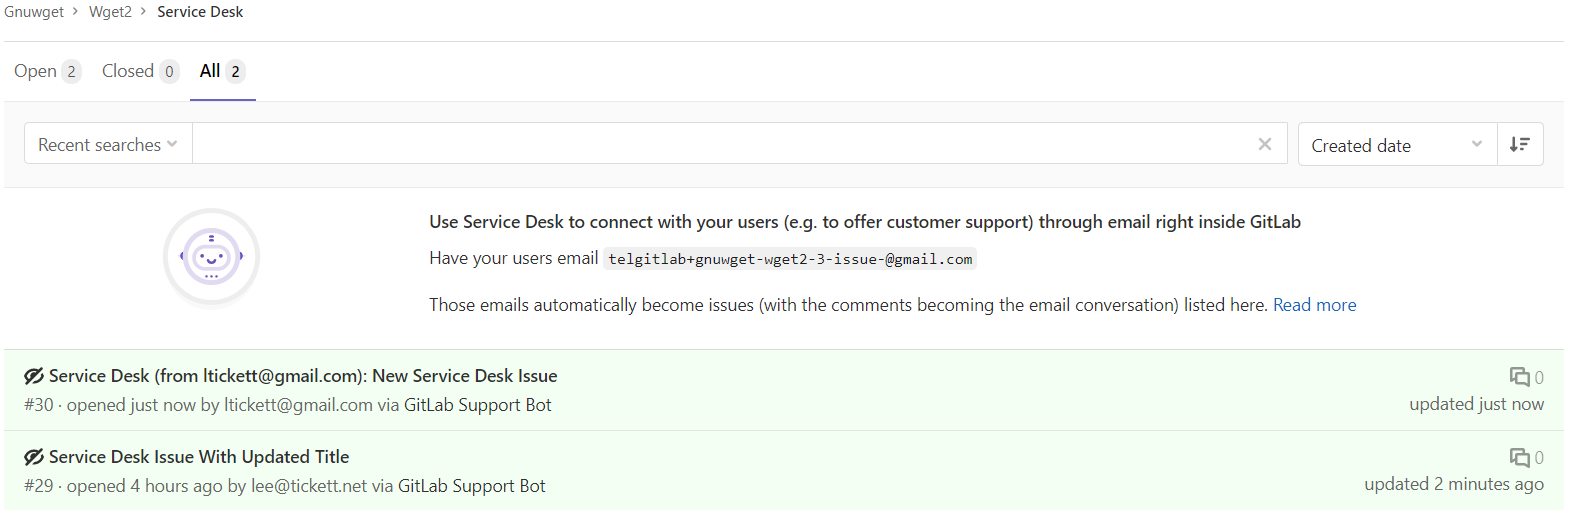 Gnuwget > Wget2 > Service Desk
Open 2 Closed 0 All 2
Recent searches Created date
Use Service Desk to connect with your users (e.g. to offer customer support) through email right inside GitLab
Have your users email telgitlab+gnuwget-wget2-3-issue-@gmail.com
Those emails automatically become issues (with the comments becoming the email conversation) listed here. Read more
Service Desk (from ltickett@gmail.com): New Service Desk Issue 0
#30 · opened just now by ltickett@gmail.com via GitLab Support Bot updated just now
Service Desk Issue With Updated Title 0
#29 · opened 4 hours ago by lee@tickett.net via GitLab Support Bot updated 2 minutes ago